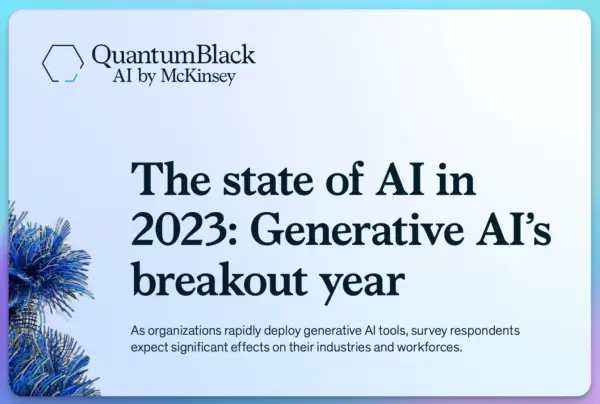 QuantumBlack
AI by McKinsey
The state of AI in
2023: Generative AI’s
breakout year
As organizations rapidly deploy generative AI tools, survey respondents
expect significant effects on their industries and workforces.